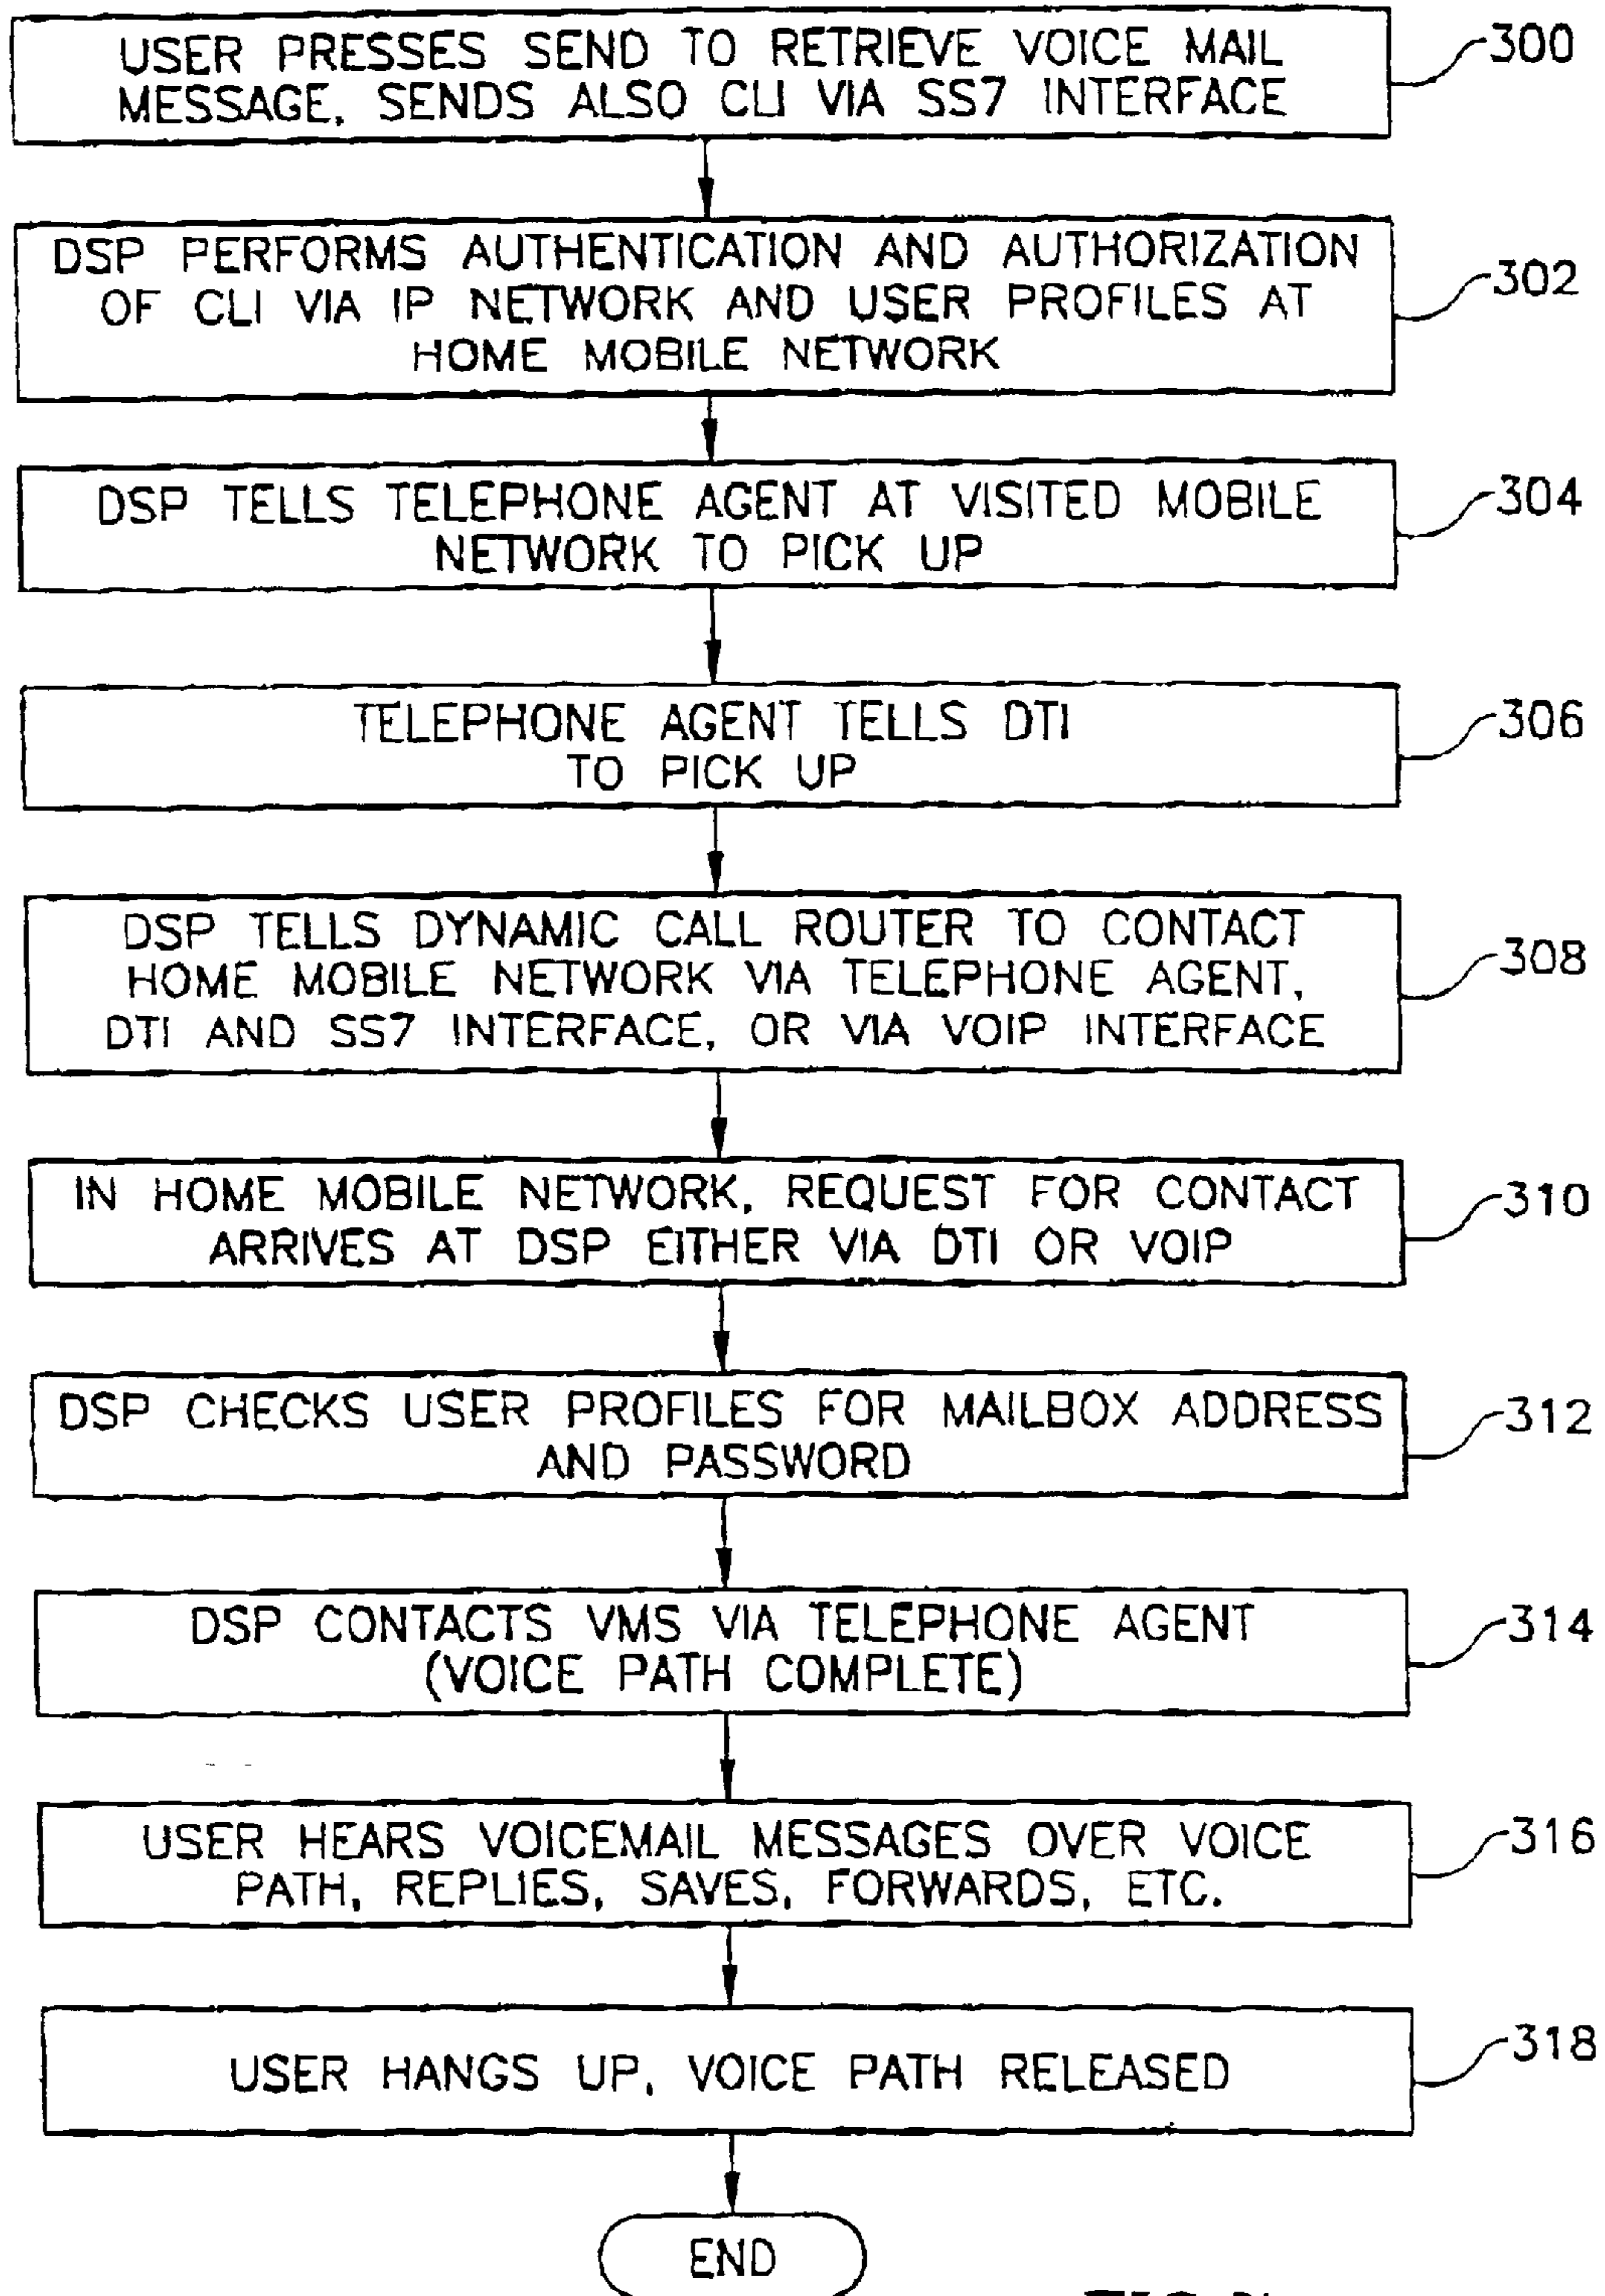 USER PRESSES SEND TO RETRIEVE VOICE MAIL
MESSAGE, SENDS ALSO CLI VIA SS7 INTERFACE
300
DSP PERFORMS AUTHENTICATION AND AUTHORIZATION
OF CLI VIA IP NETWORK AND USER PROFILES AT
HOME MOBILE NETWORK
302
DSP TELLS TELEPHONE AGENT AT VISITED MOBILE
NETWORK TO PICK UP
304
TELEPHONE AGENT TELLS DTI
TO PICK UP
306
DSP TELLS DYNAMIC CALL ROUTER TO CONTACT
HOME MOBILE NETWORK VIA TELEPHONE AGENT,
DTI AND SS7 INTERFACE, OR VIA VOIP INTERFACE
308
IN HOME MOBILE NETWORK, REQUEST FOR CONTACT
ARRIVES AT DSP EITHER VIA DTI OR VOIP
310
DSP CHECKS USER PROFILES FOR MAILBOX ADDRESS
AND PASSWORD
312
DSP CONTACTS VMS VIA TELEPHONE AGENT
(VOICE PATH COMPLETE)
314
USER HEARS VOICEMAIL MESSAGES OVER VOICE
PATH, REPLIES, SAVES, FORWARDS, ETC.
316
USER HANGS UP, VOICE PATH RELEASED
318
END